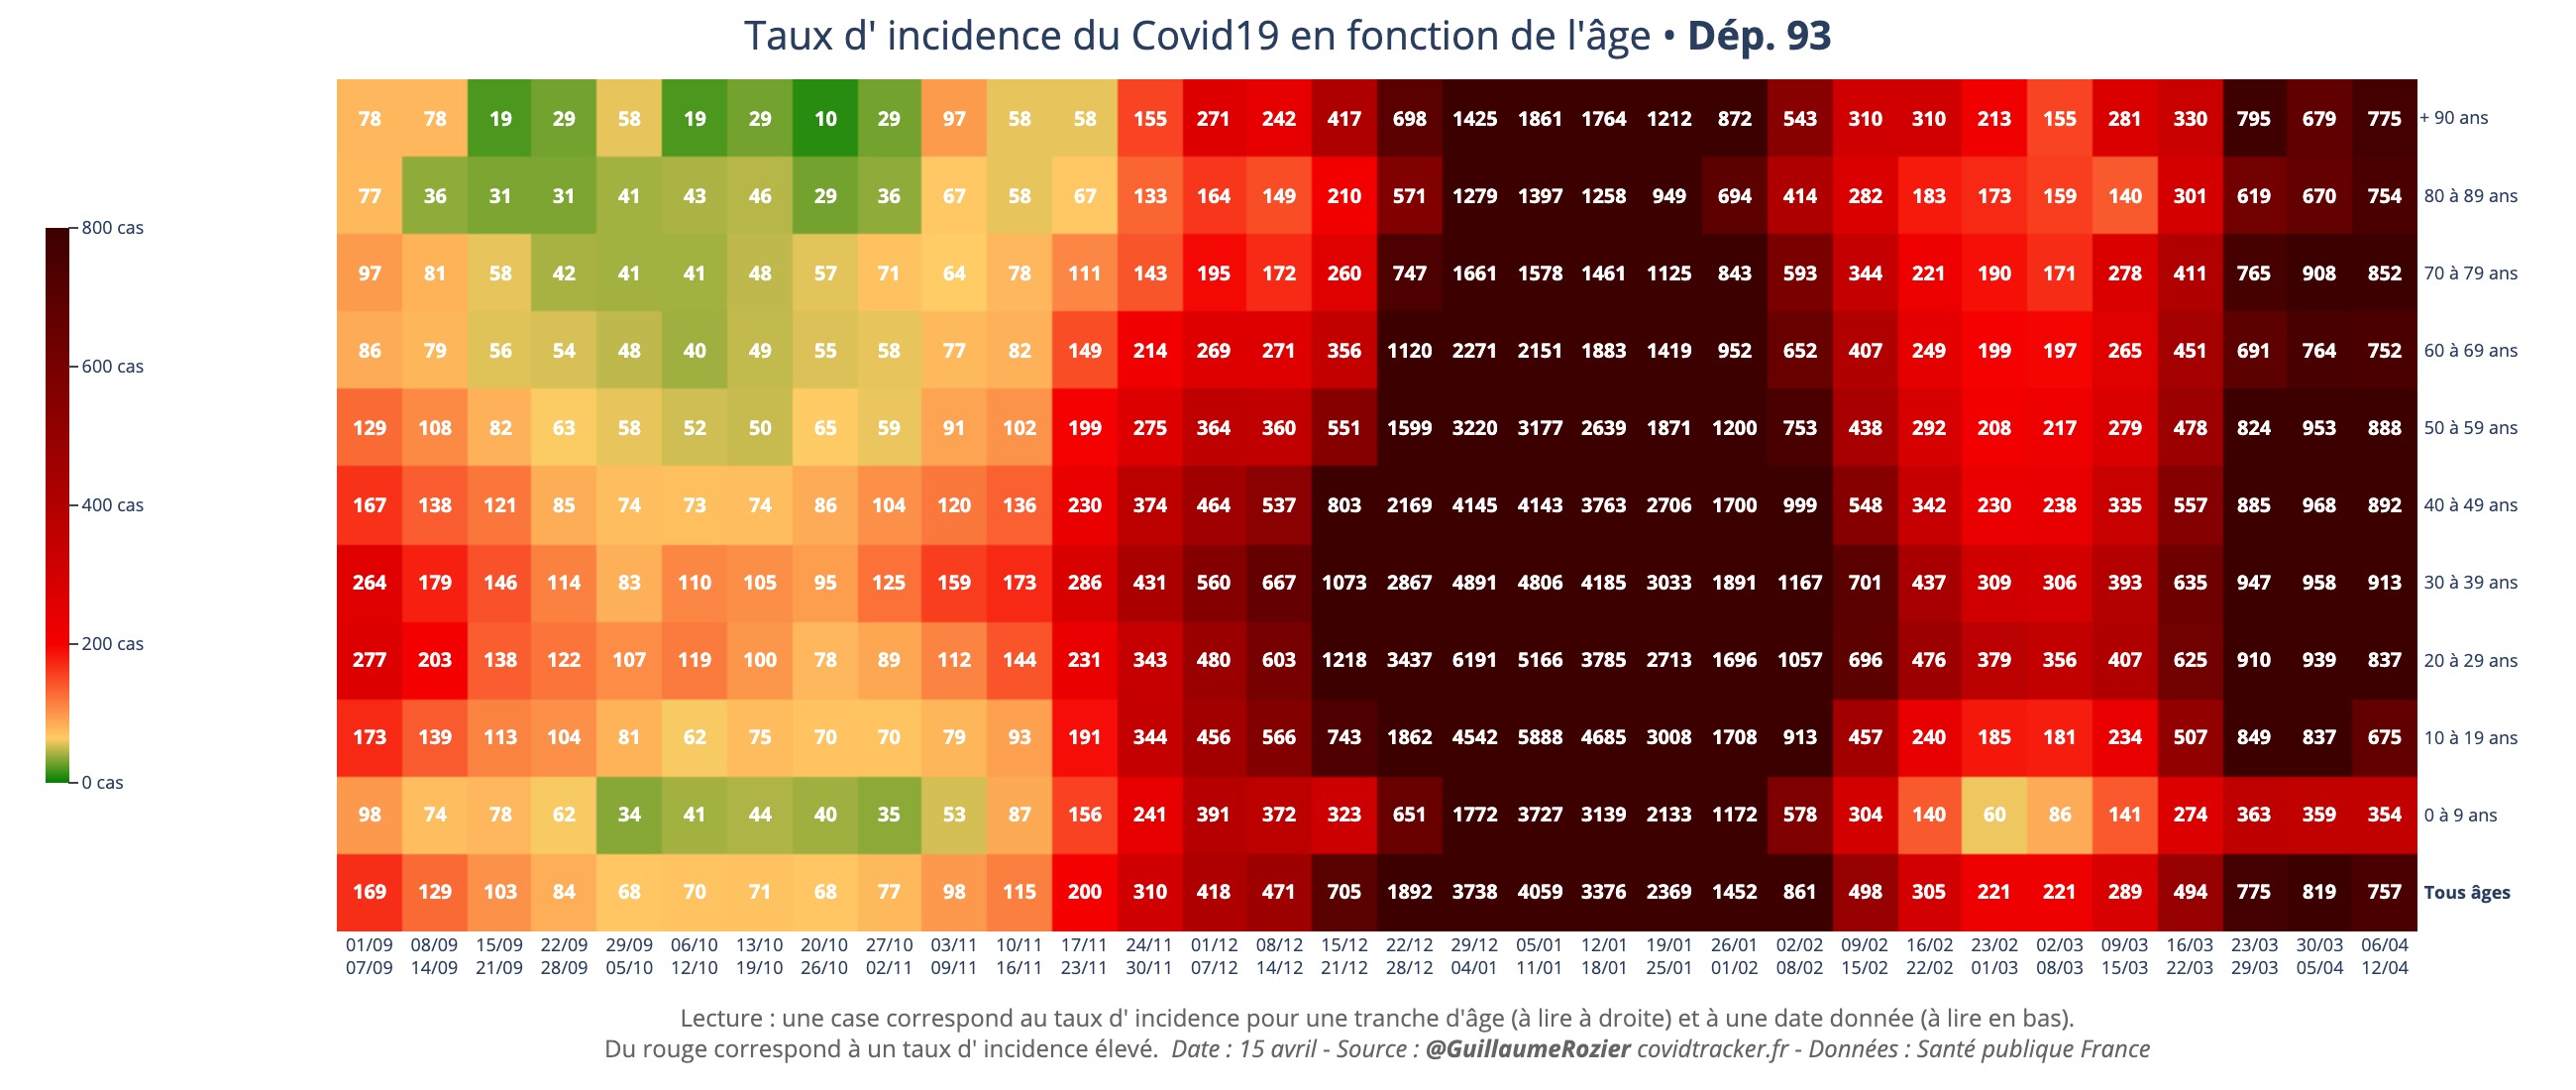 Taux d' incidence du Covid19 en fonction de l'âge • Dép. 93
78 78 19 29 58 19 29 10 29 97 58 58 155 271 242 417 698 1425 1861 1764 1212 872 543 310 310 213 155 281 330 795 679 775 + 90 ans
77 36 31 31 41 43 46 29 36 67 58 67 133 164 149 210 571 1279 1397 1258 949 694 414 282 183 173 159 140 301 619 670 754 80 à 89 ans
800 cas
97 81 58 42 41 41 48 57 71 64 78 111 143 195 172 260 747 1661 1578 1461 1125 843 593 344 221 190 171 278 411 765 908 852 70 à 79 ans
86 79 56 54 48 40 49 55 58 77 82 149 214 269 271 356 1120 2271 2151 1883 1419 952 652 407 249 199 197 265 451 691 764 752 60 à 69 ans
600 cas
129 108 82 63 58 52 50 65 59 91 102 199 275 364 360 551 1599 3220 3177 2639 1871 1200 753 438 292 208 217 279 478 824 953 888 50 à 59 ans
400 cas
167 138 121 85 74 73 74 86 104 120 136 230 374 464 537 803 2169 4145 4143 3763 2706 1700 999 548 342 230 238 335 557 885 968 892 40 à 49 ans
264 179 146 114 83 110 105 95 125 159 173 286 431 560 667 1073 2867 4891 4806 4185 3033 1891 1167 701 437 309 306 393 635 947 958 913 30 à 39 ans
200 cas
277 203 138 122 107 119 100 78 89 112 144 231 343 480 603 1218 3437 6191 5166 3785 2713 1696 1057 696 476 379 356 407 625 910 939 837 20 à 29 ans
173 139 113 104 81 62 75 70 70 79 93 191 344 456 566 743 1862 4542 5888 4685 3008 1708 913 457 240 185 181 234 507 849 837 675 10 à 19 ans
0 cas
98 74 78 62 34 41 44 40 35 53 87 156 241 391 372 323 651 1772 3727 3139 2133 1172 578 304 140 60 86 141 274 363 359 354 0 à 9 ans
169 129 103 84 68 70 71 68 77 98 115 200 310 418 471 705 1892 3738 4059 3376 2369 1452 861 498 305 221 221 289 494 775 819 757 Tous âges
01/09 08/09 15/09 22/09 29/09 06/10 13/10 20/10 27/10 03/11 10/11 17/11 24/11 01/12 08/12 15/12 22/12 29/12 05/01 12/01 19/01 26/01 02/02 09/02 16/02 23/02 02/03 09/03 16/03 23/03 30/03 06/04
07/09 14/09 21/09 28/09 05/10 12/10 19/10 26/10 02/11 09/11 16/11 23/11 30/11 07/12 14/12 21/12 28/12 04/01 11/01 18/01 25/01 01/02 08/02 15/02 22/02 01/03 08/03 15/03 22/03 29/03 05/04 12/04
Lecture : une case correspond au taux d' incidence pour une tranche d'âge (à lire à droite) et à une date donnée (à lire en bas).
Du rouge correspond à un taux d' incidence élevé. Date : 15 avril - Source : @GuillaumeRozier covidtracker.fr - Données : Santé publique France